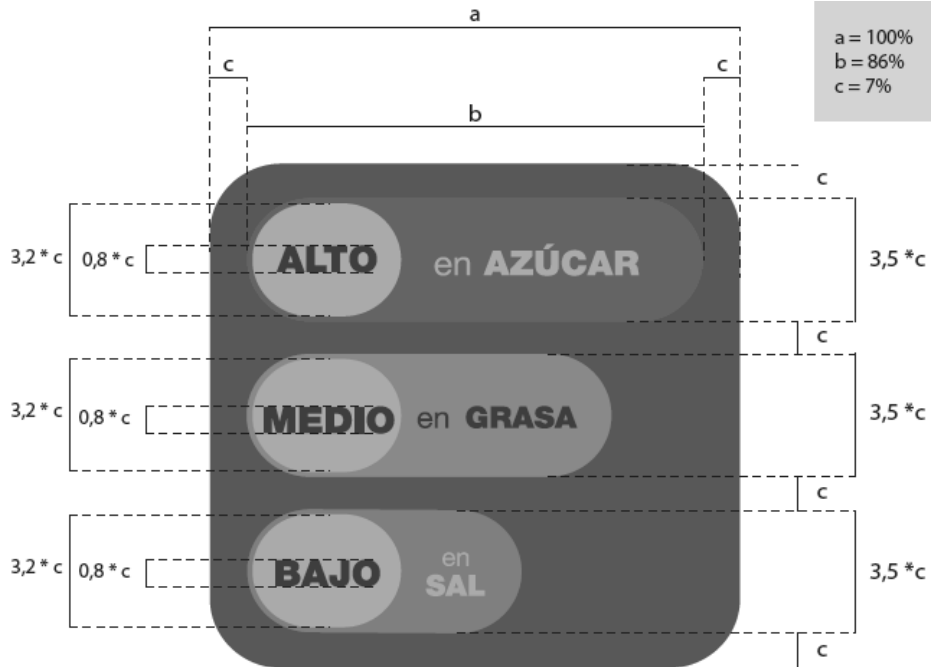 a
a = 100%
b = 86%
c = 7%
c
c
b
c
3,2 * c
0,8 * c
ALTO
en AZÚCAR
3,5 *c
c
3,2 * c
0,8 * c
MEDIO
en GRASA
3,5 *c
c
3,2 * c
0,8 * c
BAJO
en
SAL
3,5 *c
c